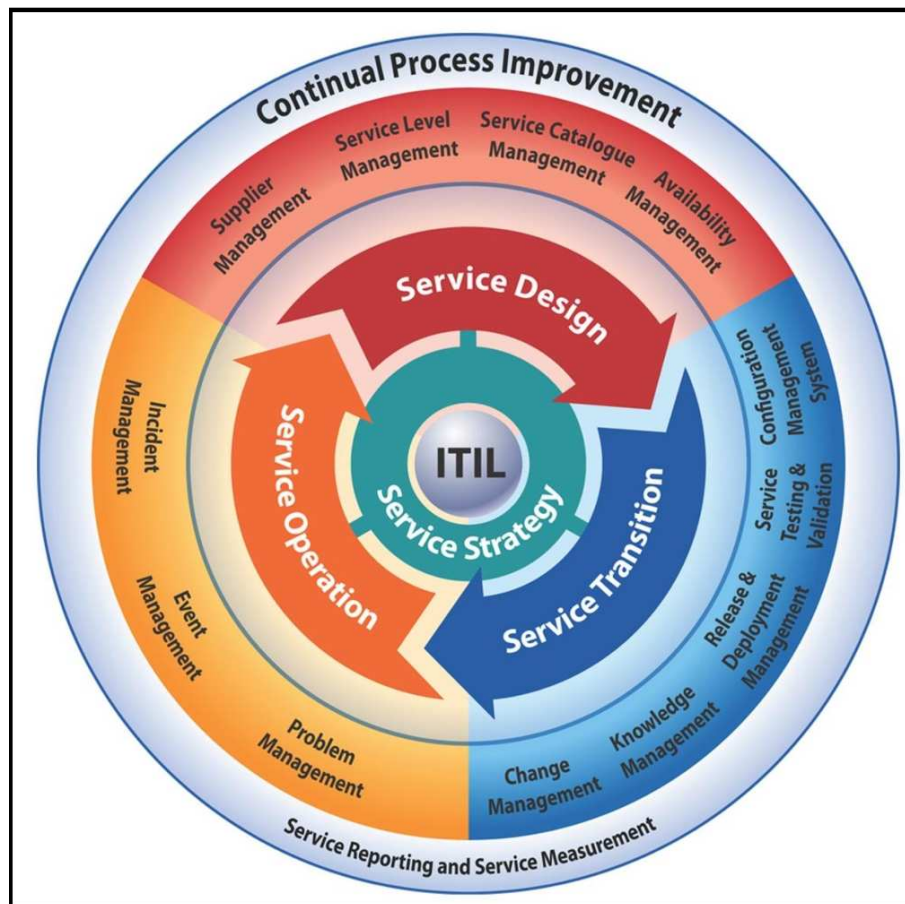 Continual Process Improvement
Supplier
Management
Service Level
Management
Service Catalogue
Management
Availability
Management
Configuration
Management
System
Service
Testing &
Validation
Release &
Deployment
Management
Knowledge
Management
Change
Management
Problem
Management
Event
Management
Incident
Management
Service Design
Service Transition
Service Operation
Service Strategy
ITIL
Service Reporting and Service Measurement